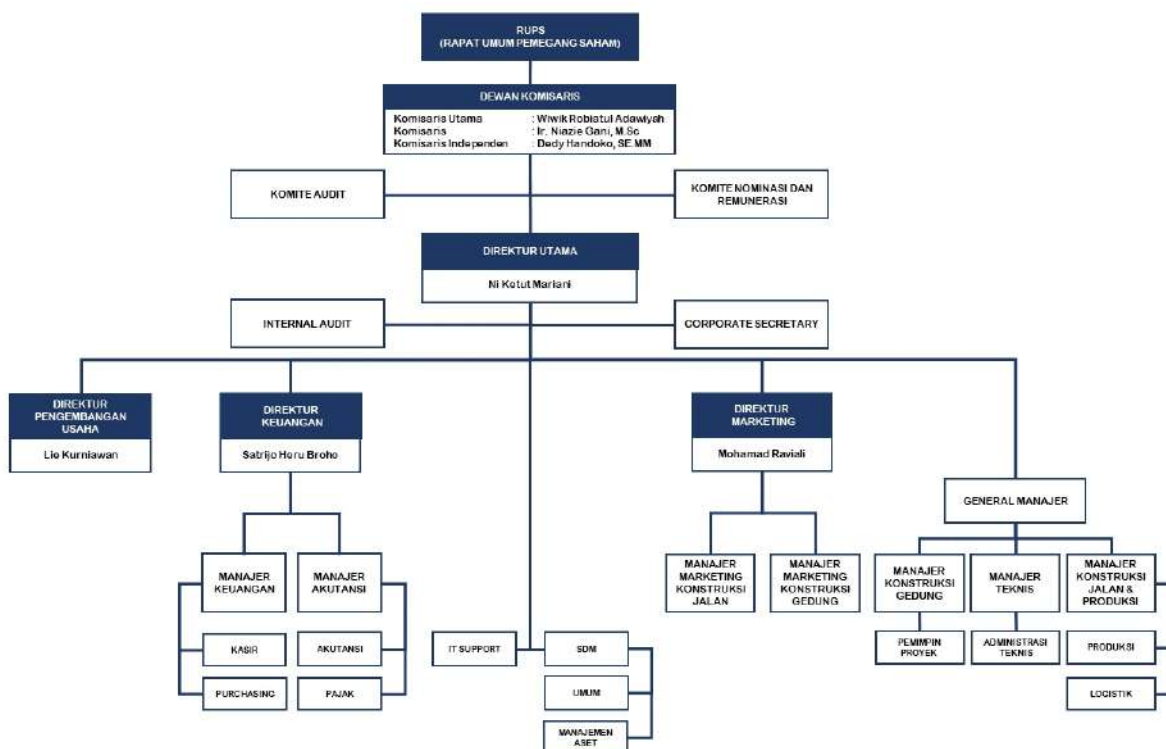 RUPS
(RAPAT UMUM PEMEGANG SAHAM)
DEWAN KOMISARIS
Komisaris Utama : Wiwik Robiatul Adawiyah
Komisaris : Ir. Niazie Gani, M.Sc
Komisaris Independen : Dedy Handoko, SE.MM
KOMITE AUDIT
KOMITE NOMINASI DAN
REMUNERASI
DIREKTUR UTAMA
Ni Ketut Mariani
INTERNAL AUDIT
CORPORATE SECRETARY
DIREKTUR
PENGEMBANGAN
USAHA
Lie Kurniawan
DIREKTUR
KEUANGAN
Satrijo Heru Broho
DIREKTUR
MARKETING
Mohamad Raviali
GENERAL MANAJER
MANAJER
KEUANGAN
MANAJER
AKUTANSI
MANAJER
MARKETING
KONSTRUKSI
JALAN
MANAJER
MARKETING
KONSTRUKSI
GEDUNG
MANAJER
KONSTRUKSI
GEDUNG
MANAJER
TEKNIS
MANAJER
KONSTRUKSI
JALAN &
PRODUKSI
KASIR
AKUTANSI
IT SUPPORT
SDM
PEMIMPIN
PROYEK
ADMINISTRASI
TEKNIS
PRODUKSI
PURCHASING
PAJAK
UMUM
LOGISTIK
MANAJEMEN
ASET